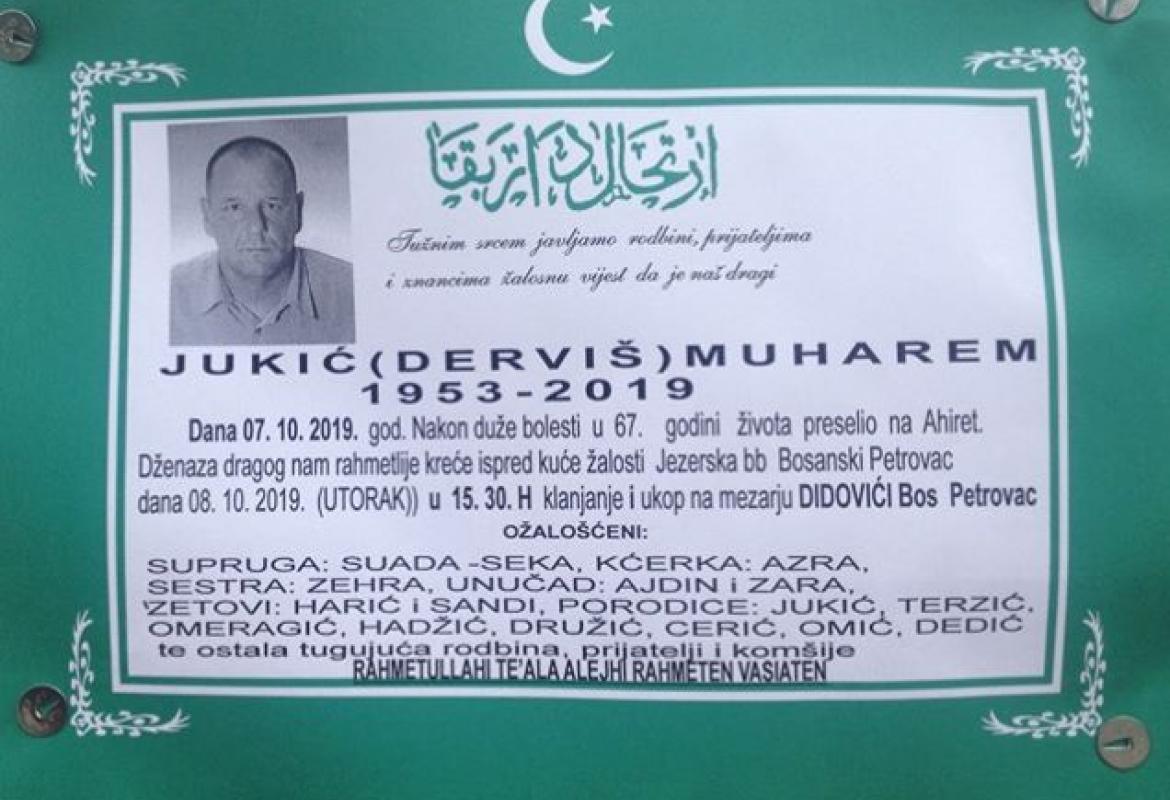 ارتحال دار بقا
Tužnim srcem javljamo rodbini, prijateljima
i znancima žalosnu vijest da je naš dragi
JUKIĆ(DERVIŠ)MUHAREM
1953-2019
Dana 07. 10. 2019. god. Nakon duže bolesti u 67. godini života preselio na Ahiret.
Dženaza dragog nam rahmetlije kreće ispred kuće žalosti Jezerska bb Bosanski Petrovac
dana 08. 10. 2019. (UTORAK)) u 15. 30. H klanjanje i ukop na mezarju DIDOVIĆI Bos Petrovac
OŽALOŠĆENI:
SUPRUGA: SUADA -SEKA, KĆERKA: AZRA,
SESTRA: ZEHRA, UNUČAD: AJDIN i ZARA,
ZETOVI: HARIĆ i SANDI, PORODICE: JUKIĆ, TERZIĆ,
OMERAGIĆ, HADŽIĆ, DRUŽIĆ, CERIĆ, OMIĆ, DEDIĆ
te ostala tugujuća rodbina, prijatelji i komšije
RAHMETULLAHI TE'ALA ALEJHI RAHMETEN VASIATEN